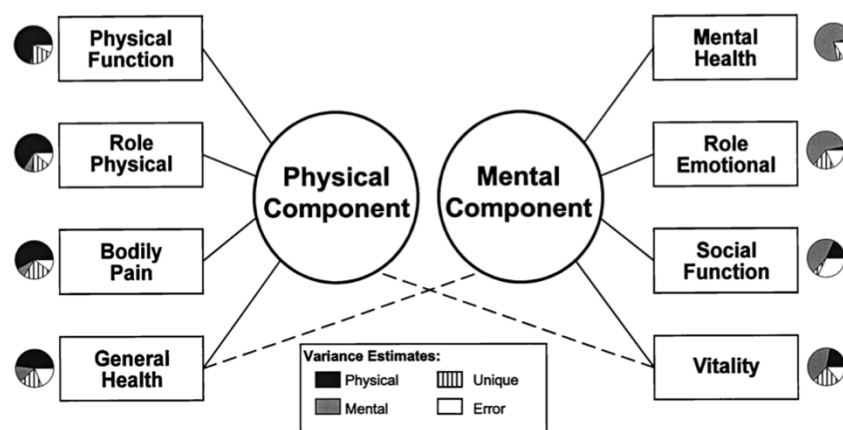 Physical
Function
Role
Physical
Bodily
Pain
General
Health
Physical
Component
Mental
Component
Mental
Health
Role
Emotional
Social
Function
Vitality
Variance Estimates:
Physical
Unique
Mental
Error